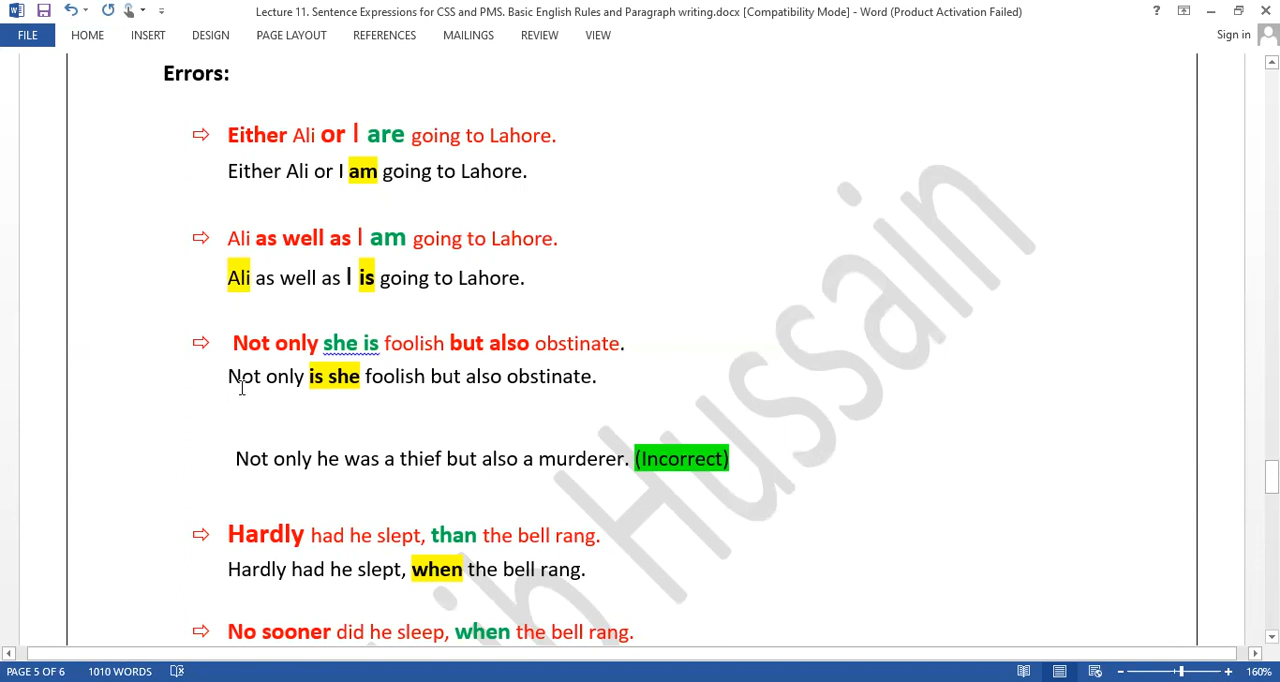 Lecture 11. Sentence Expressions for CSS and PMS. Basic English Rules and Paragraph writing.docx [Compatibility Mode] - Word (Product Activation Failed)
FILE HOME INSERT DESIGN PAGE LAYOUT REFERENCES MAILINGS REVIEW VIEW Sign in
Errors:
Either Ali or I are going to Lahore.
Either Ali or I am going to Lahore.
Ali as well as I am going to Lahore.
Ali as well as I is going to Lahore.
Not only she is foolish but also obstinate.
Not only is she foolish but also obstinate.
Not only he was a thief but also a murderer. (Incorrect)
Hardly had he slept, than the bell rang.
Hardly had he slept, when the bell rang.
No sooner did he sleep, when the bell rang.
Hussain
PAGE 5 OF 6 1010 WORDS 160%